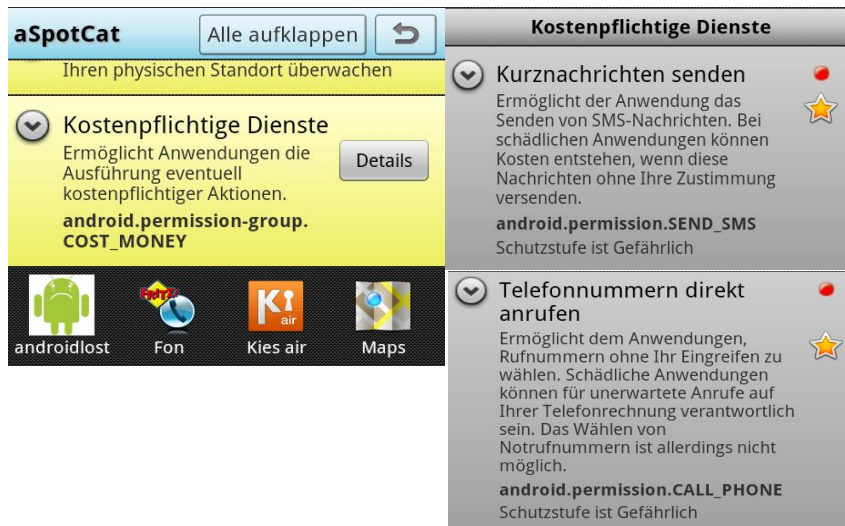 aSpotCat
Alle aufklappen
Ihren physischen Standort überwachen
Kostenpflichtige Dienste
Ermöglicht Anwendungen die
Ausführung eventuell
kostenpflichtiger Aktionen.
Details
android.permission-group.
COST_MONEY
FRITZ!
K
air
androidlost
Fon
Kies air
Maps
Kostenpflichtige Dienste
Kurznachrichten senden
Ermöglicht der Anwendung das
Senden von SMS-Nachrichten. Bei
schädlichen Anwendungen können
Kosten entstehen, wenn diese
Nachrichten ohne Ihre Zustimmung
versenden.
android.permission.SEND_SMS
Schutzstufe ist Gefährlich
Telefonnummern direkt
anrufen
Ermöglicht dem Anwendungen,
Rufnummern ohne Ihr Eingreifen zu
wählen. Schädliche Anwendungen
können für unerwartete Anrufe auf
Ihrer Telefonrechnung verantwortlich
sein. Das Wählen von
Notrufnummern ist allerdings nicht
möglich.
android.permission.CALL_PHONE
Schutzstufe ist Gefährlich